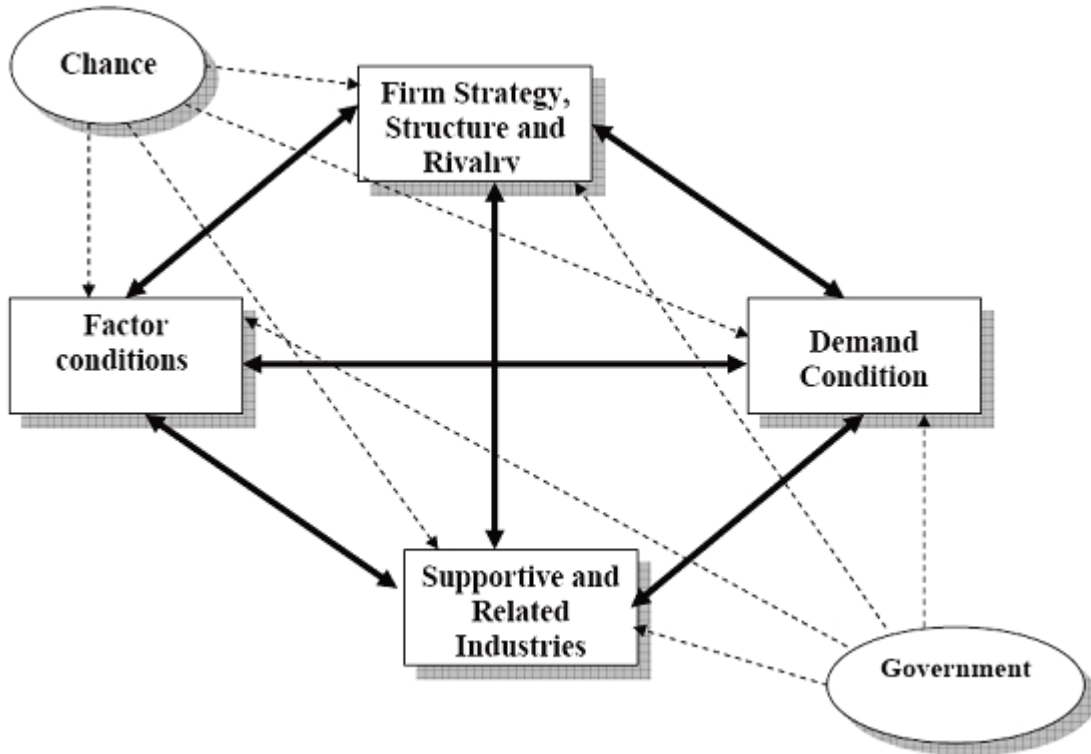 Chance
Firm Strategy,
Structure and
Rivalry
Factor
conditions
Demand
Condition
Supportive and
Related
Industries
Government